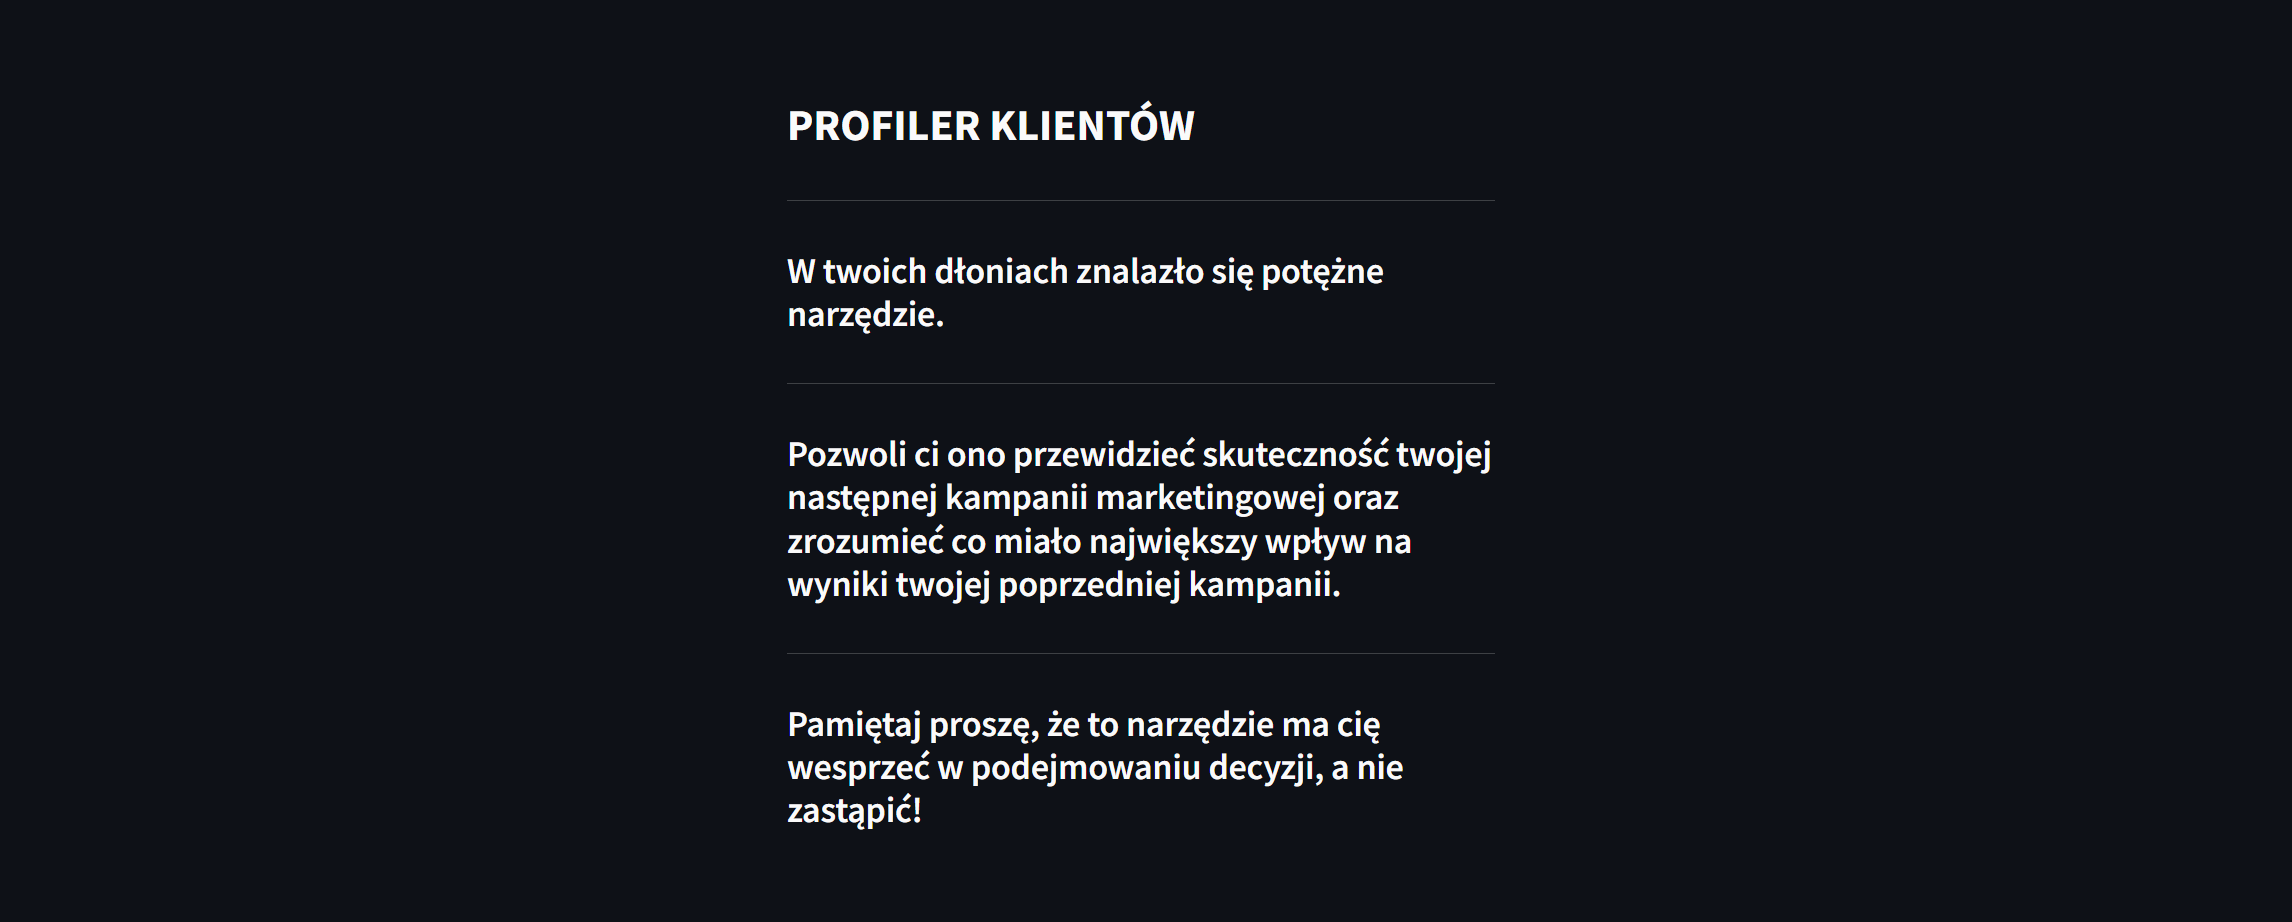 PROFILER KLIENTÓW
W twoich dłoniach znalazło się potężne
narzędzie.
Pozwoli ci ono przewidzieć skuteczność twojej
następnej kampanii marketingowej oraz
zrozumieć co miało największy wpływ na
wyniki twojej poprzedniej kampanii.
Pamiętaj proszę, że to narzędzie ma cię
wesprzeć w podejmowaniu decyzji, a nie
zastąpić!